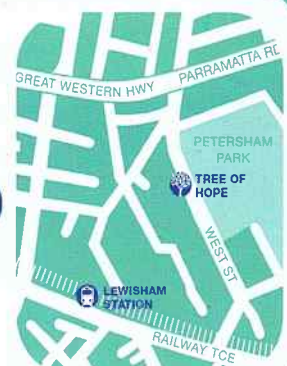 GREAT WESTERN HWY
PARRAMATTA RD
PETERSHAM
PARK
TREE OF
HOPE
WEST ST
LEWISHAM
STATION
RAILWAY TCE